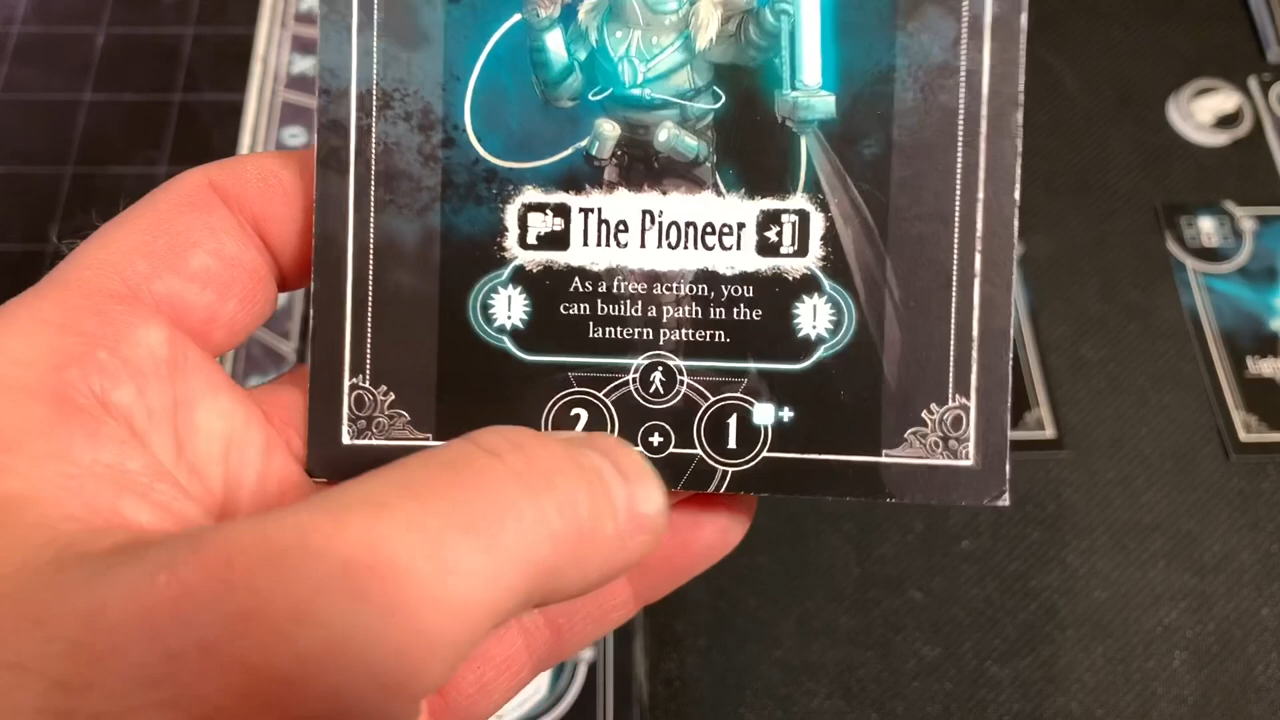 The Pioneer
! As a free action, you !
can build a path in the
lantern pattern.
2 + 1 +